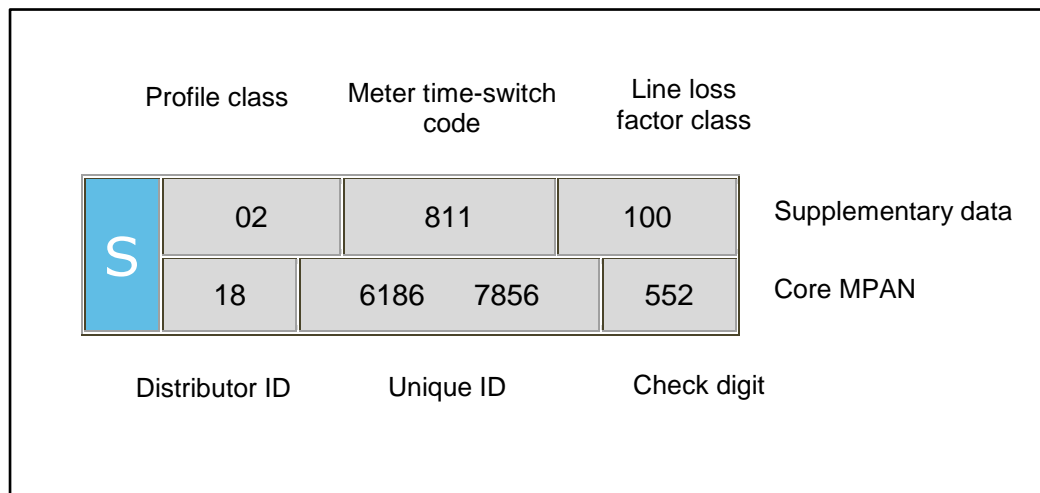 Profile class
Meter time-switch
code
Line loss
factor class
S
02 811 100
Supplementary data
18 6186 7856 552
Core MPAN
Distributor ID Unique ID Check digit